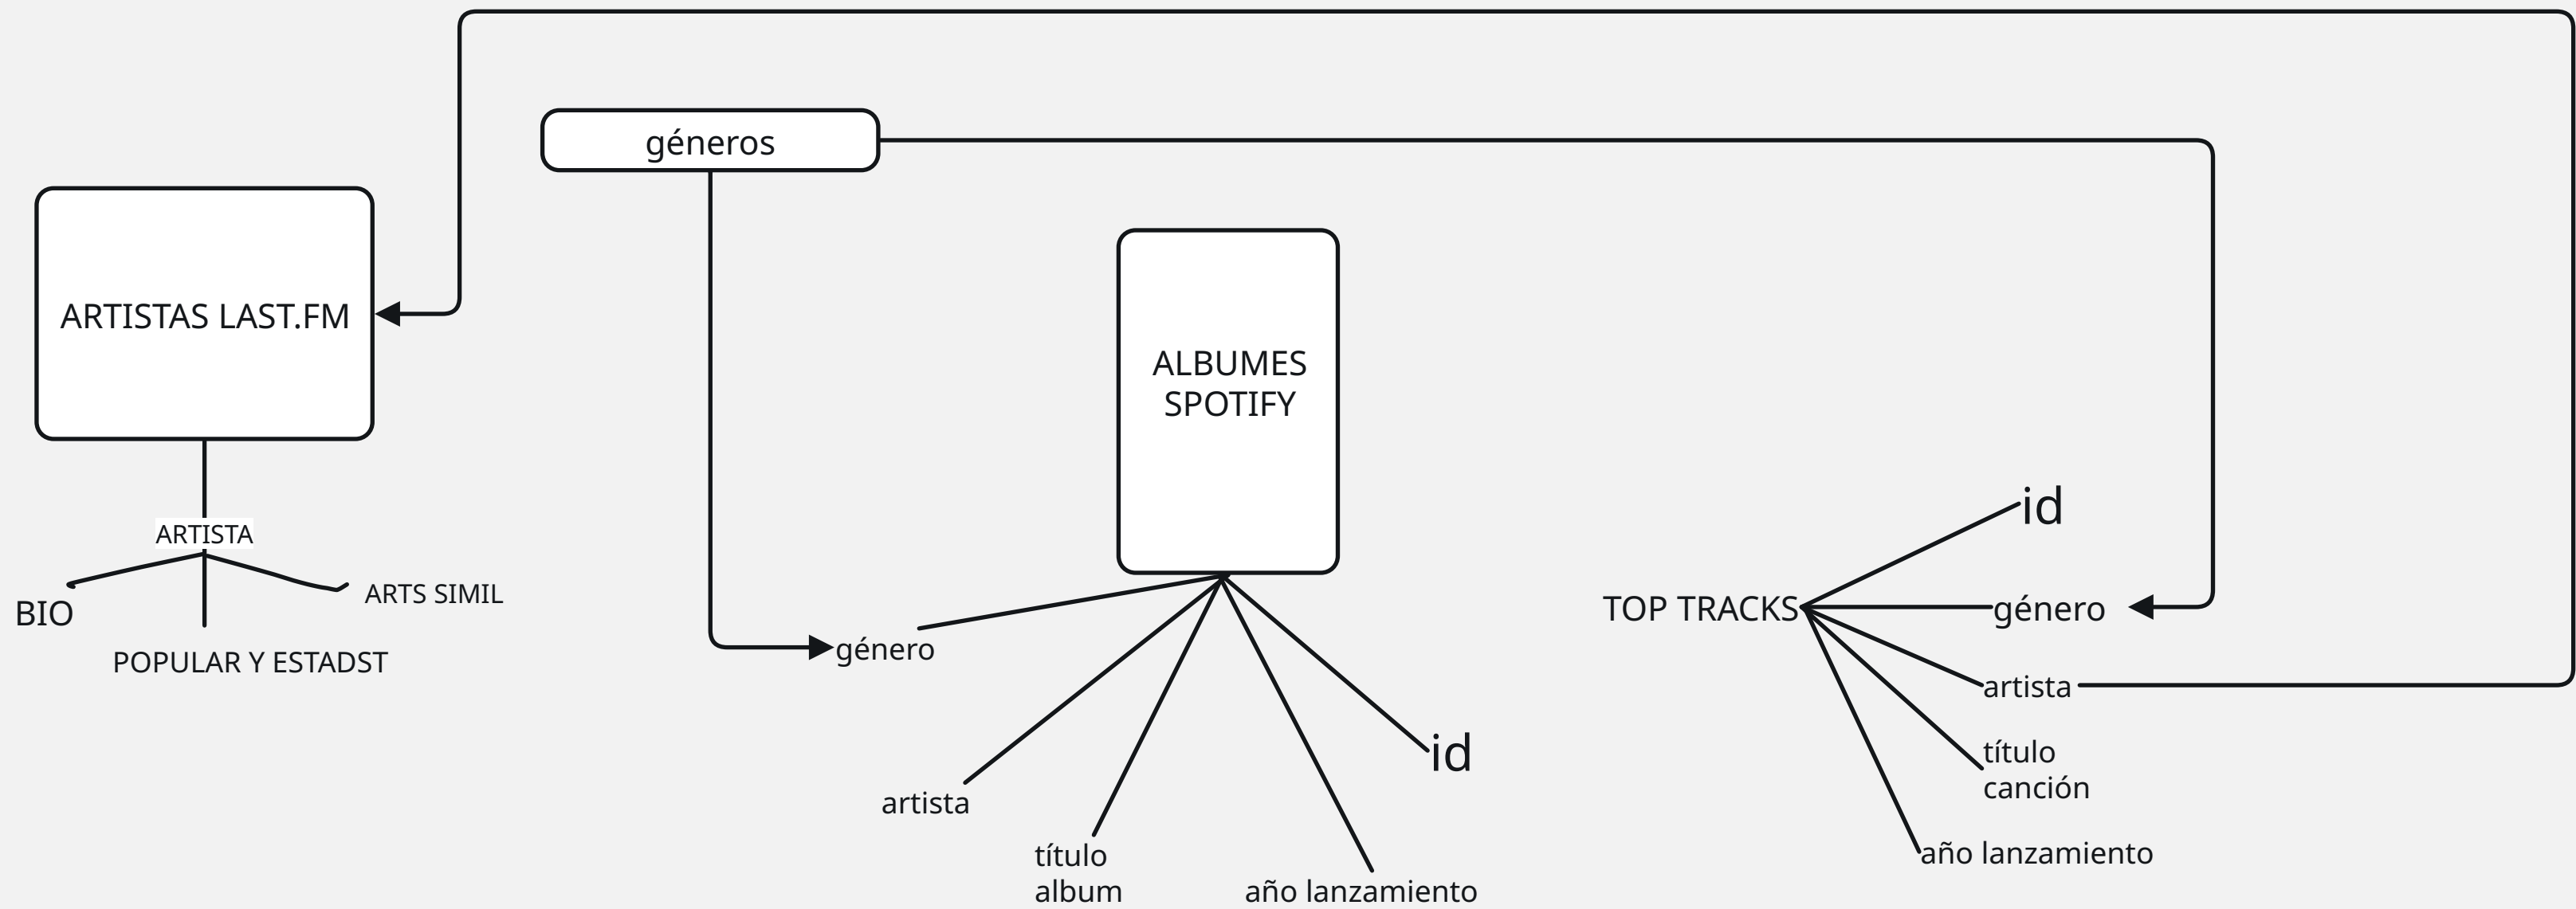 géneros
ARTISTAS LAST.FM
ARTISTA
BIO
ARTS SIMIL
POPULAR Y ESTADST
ALBUMES
SPOTIFY
género
artista
título
album
año lanzamiento
id
TOP TRACKS
id
género
artista
título
canción
año lanzamiento